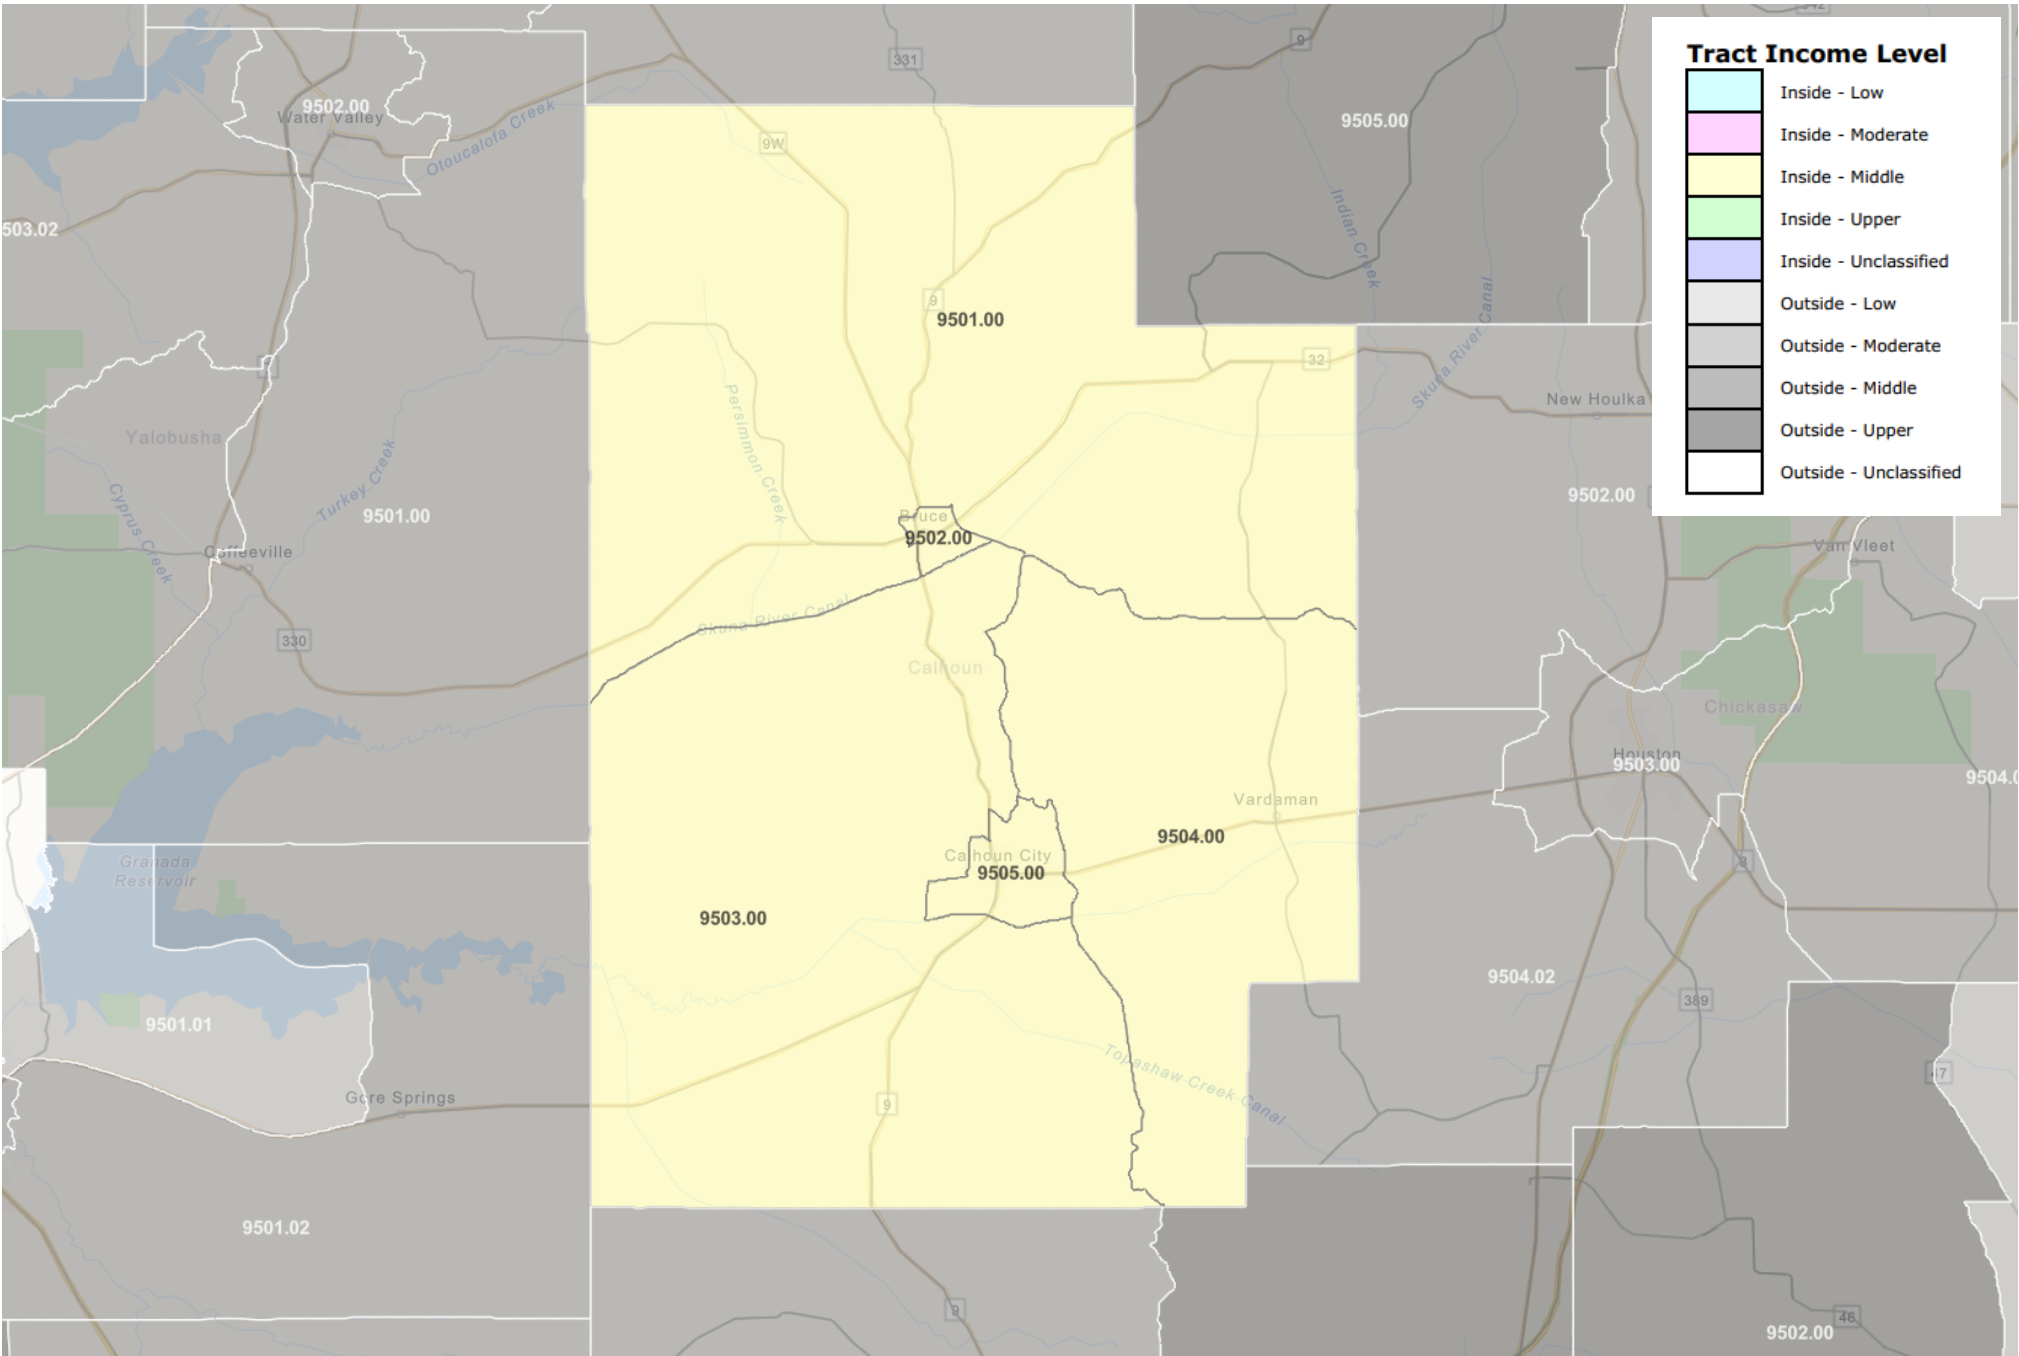 Tract Income Level
Inside - Low
Inside - Moderate
Inside - Middle
Inside - Upper
Inside - Unclassified
Outside - Low
Outside - Moderate
Outside - Middle
Outside - Upper
Outside - Unclassified
9
331
9502.00
Water Valley
9505.00
Otoucalofa Creek
9W
503.02
Indian Creek
9
9501.00
Skuna River Canal
32
New Houlka
Persimmon Creek
Yalobusha
Turkey Creek
Cyprus Creek
9501.00
9502.00
Bruce
9502.00
Coffeeville
Van Vleet
330
Skuna River Canal
Calhoun
Chickasaw
Houston
9503.00
9504.0
Vardaman
9504.00
Calhoun City
9505.00
Granada
Reservoir
8
9503.00
9504.02
389
9501.01
Topashaw Creek Canal
47
Gore Springs
9
9501.02
9
46
9502.00